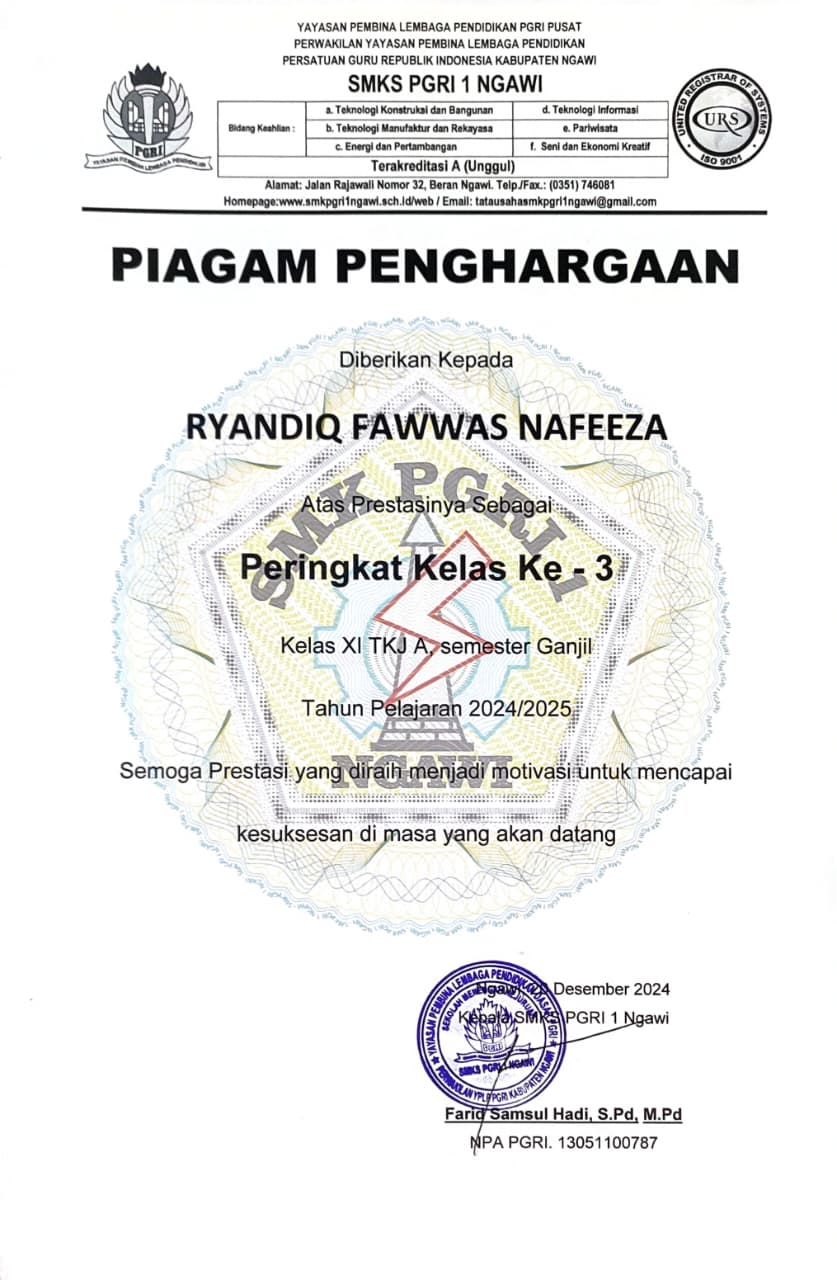 YAYASAN PEMBINA LEMBAGA PENDIDIKAN PGRI PUSAT
PERWAKILAN YAYASAN PEMBINA LEMBAGA PENDIDIKAN
PERSATUAN GURU REPUBLIK INDONESIA KABUPATEN NGAWI
SMKS PGRI 1 NGAWI
Bidang Keahlian :
a. Teknologi Konstruksi dan Bangunan
d. Teknologi Informasi
b. Teknologi Manufaktur dan Rekayasa
e. Pariwisata
c. Energi dan Pertambangan
f. Seni dan Ekonomi Kreatif
Terakreditasi A (Unggul)
Alamat: Jalan Rajawali Nomor 32, Beran Ngawi. Telp./Fax.: (0351) 746081
Homepage:www.smkpgri1ngawi.sch.id/web / Email: tatausahasmkpgri1ngawi@gmail.com
PGRI
YAYASAN PEMBINA LEMBAGA PENDIDIKAN
UNITED REGISTRAR OF SYSTEMS
URS
ISO 9001
PIAGAM PENGHARGAAN
Diberikan Kepada
RYANDIQ FAWWAS NAFEEZA
Atas Prestasinya Sebagai
Peringkat Kelas Ke - 3
Kelas XI TKJ A, semester Ganjil
Tahun Pelajaran 2024/2025
Semoga Prestasi yang diraih menjadi motivasi untuk mencapai
kesuksesan di masa yang akan datang
SMK PGRI 1
NGAWI
Ngawi, Desember 2024
Kepala SMKS PGRI 1 Ngawi
YAYASAN PEMBINA LEMBAGA PENDIDIKAN DASAR
PGRI
SMKS PGRI 1 NGAWI
PERWAKILAN YPLP PGRI KABUPATEN NGAWI
Farid Samsul Hadi, S.Pd, M.Pd
NPA PGRI. 13051100787